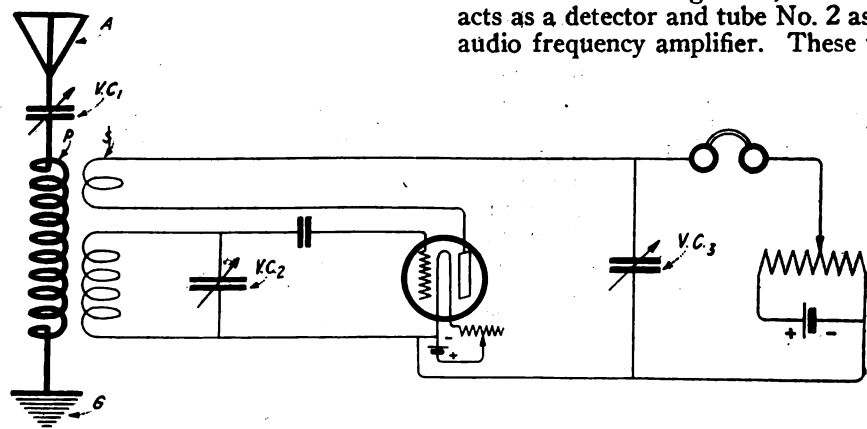 acts as a detector and tube No. 2 as
audio frequency amplifier. These
A
V.C.1
P
S
V.C.2
V.C.3
- +
+ -
G